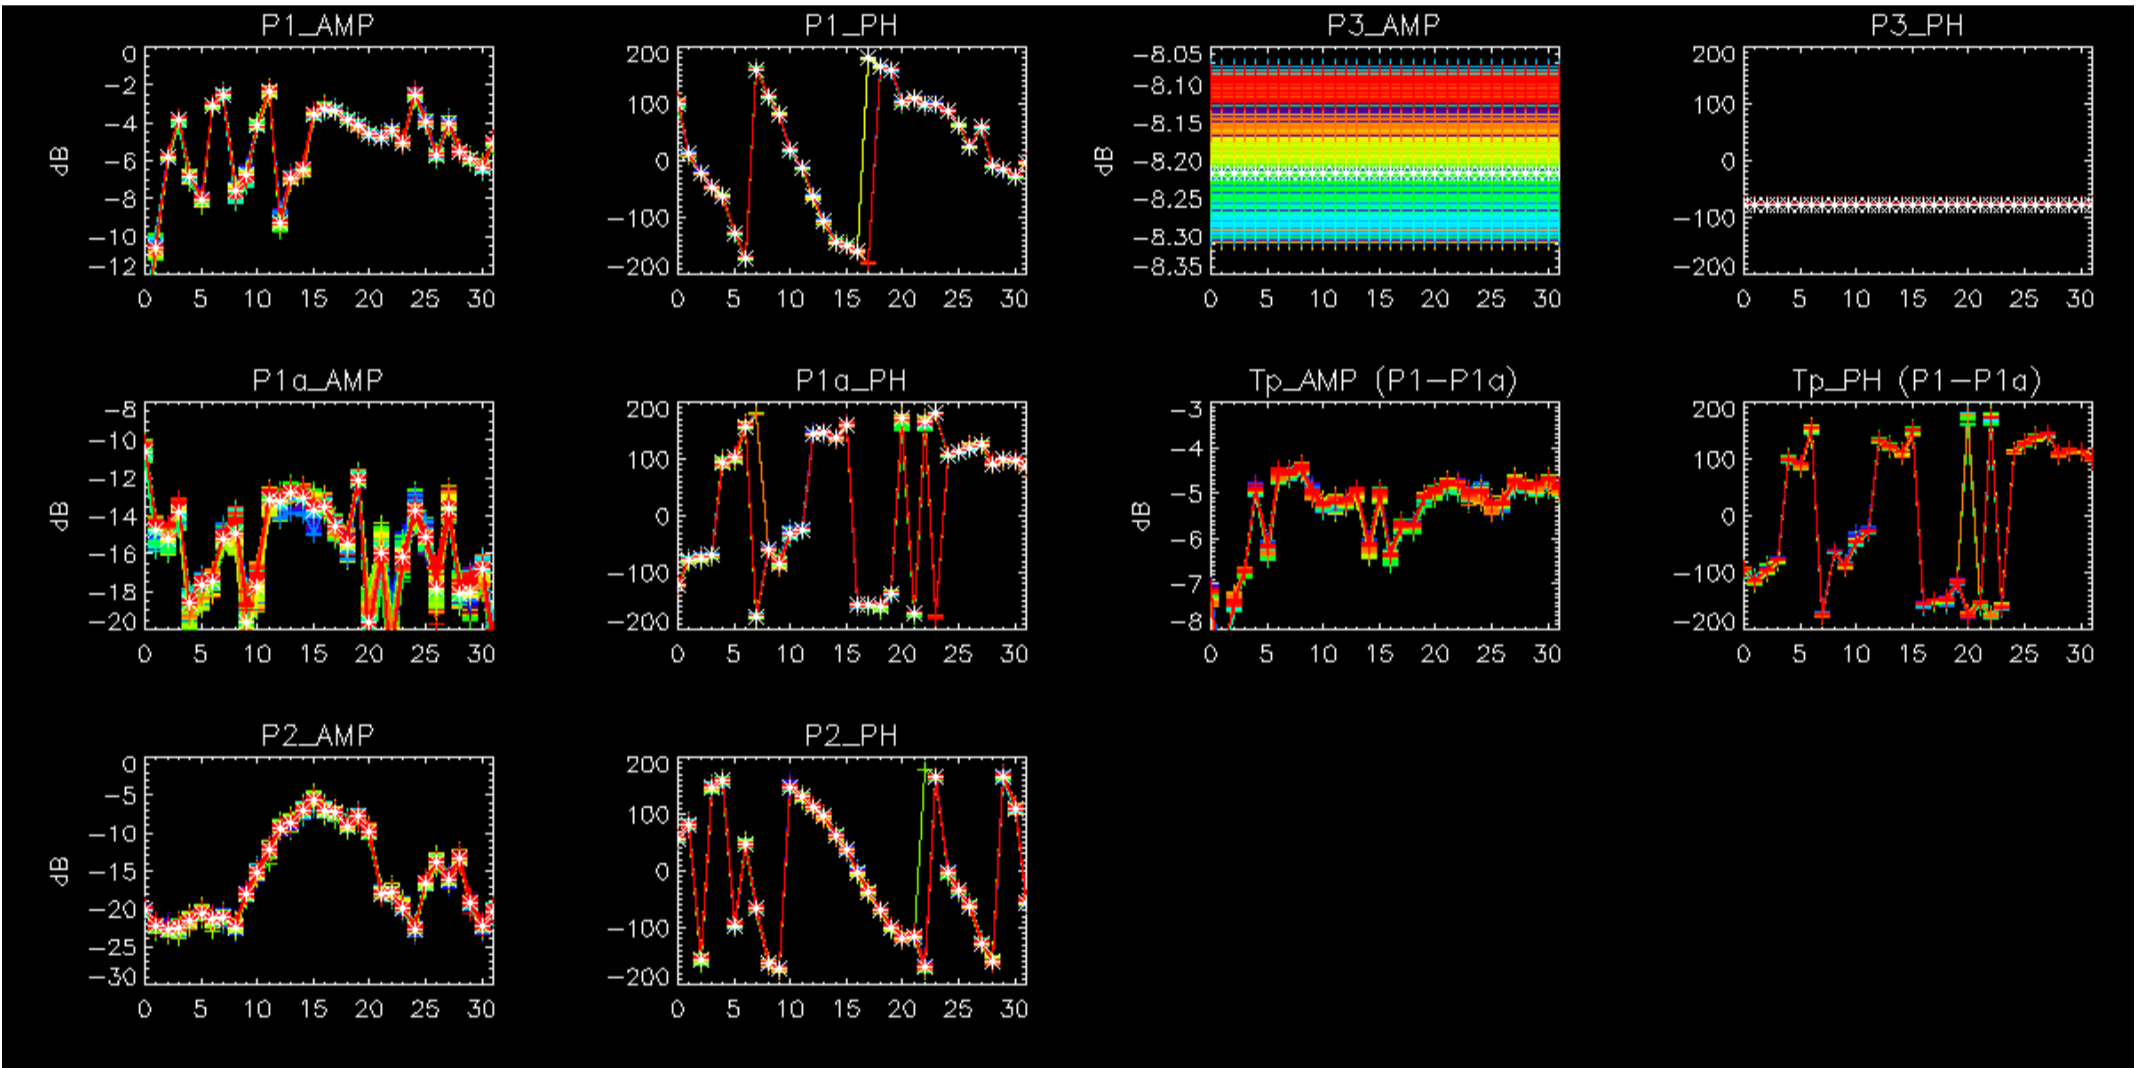 P1_AMP P1_PH P3_AMP P3_PH
dB 0 −2 −4 −6 −8 −10 −12
200 100 0 −100 −200
dB −8.05 −8.10 −8.15 −8.20 −8.25 −8.30 −8.35
200 100 0 −100 −200
0 5 10 15 20 25 30 0 5 10 15 20 25 30 0 5 10 15 20 25 30 0 5 10 15 20 25 30
P1a_AMP P1a_PH Tp_AMP (P1−P1a) Tp_PH (P1−P1a)
dB −8 −10 −12 −14 −16 −18 −20
200 100 0 −100 −200
dB −3 −4 −5 −6 −7 −8
200 100 0 −100 −200
0 5 10 15 20 25 30 0 5 10 15 20 25 30 0 5 10 15 20 25 30 0 5 10 15 20 25 30
P2_AMP P2_PH
dB 0 −5 −10 −15 −20 −25 −30
200 100 0 −100 −200
0 5 10 15 20 25 30 0 5 10 15 20 25 30